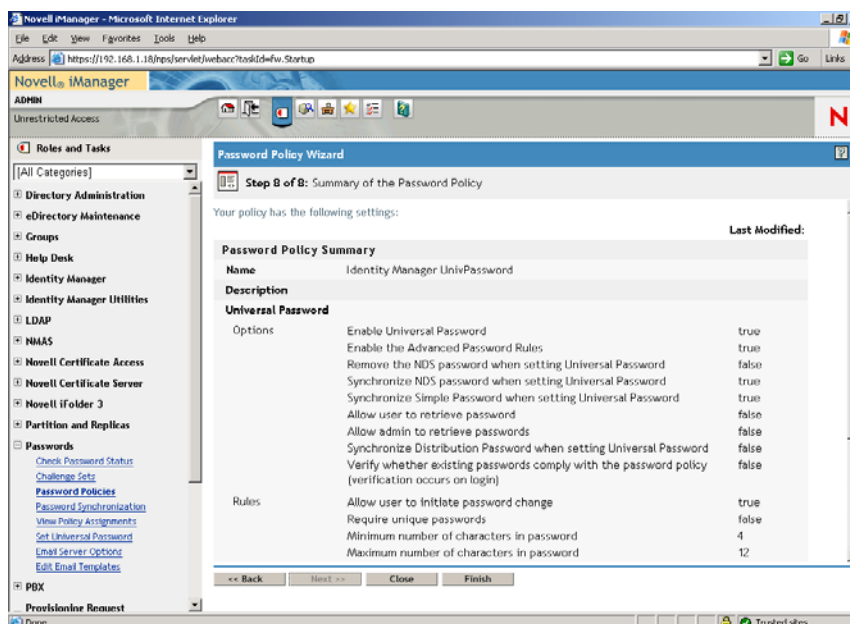 Novell iManager - Microsoft Internet Explorer
File Edit View Favorites Tools Help
Address https://192.168.1.18/nps/servlet/webacc?taskId=fw.Startup Go Links
Novell® iManager
ADMIN
Unrestricted Access
N
Roles and Tasks
[All Categories]
Directory Administration
eDirectory Maintenance
Groups
Help Desk
Identity Manager
Identity Manager Utilities
LDAP
NMAS
Novell Certificate Access
Novell Certificate Server
Novell iFolder 3
Partition and Replicas
Passwords
Check Password Status
Challenge Sets
Password Policies
Password Synchronization
View Policy Assignments
Set Universal Password
Email Server Options
Edit Email Templates
PBX
Provisioning Request
Password Policy Wizard
?
Step 8 of 8: Summary of the Password Policy
Your policy has the following settings:
Last Modified:
Password Policy Summary
Name Identity Manager UnivPassword
Description
Universal Password
Options Enable Universal Password true
Enable the Advanced Password Rules true
Remove the NDS password when setting Universal Password false
Synchronize NDS password when setting Universal Password true
Synchronize Simple Password when setting Universal Password true
Allow user to retrieve password false
Allow admin to retrieve passwords false
Synchronize Distribution Password when setting Universal Password false
Verify whether existing passwords comply with the password policy false
(verification occurs on login)
Rules Allow user to initiate password change true
Require unique passwords false
Minimum number of characters in password 4
Maximum number of characters in password 12
<< Back Next >> Close Finish
Done Trusted sites